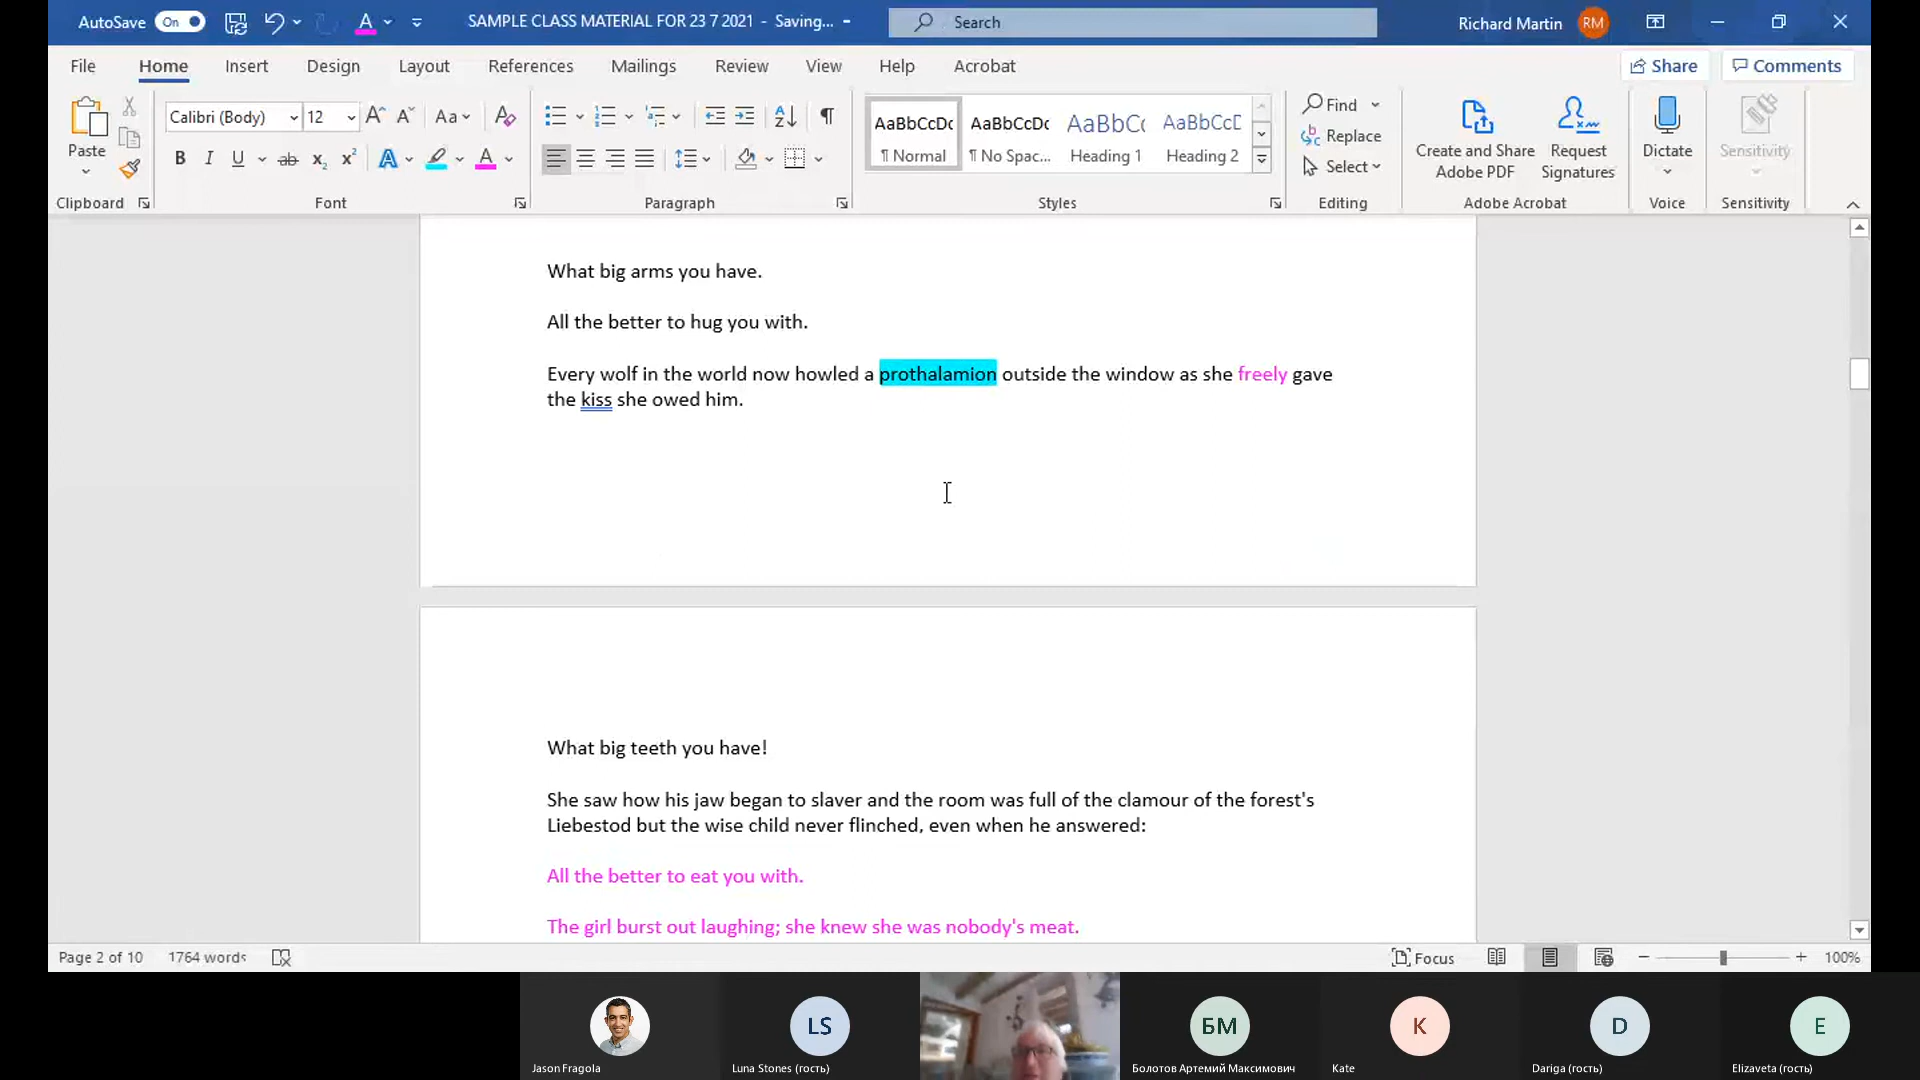 AutoSave On A SAMPLE CLASS MATERIAL FOR 23 7 2021 - Saving... Search Richard Martin RM
File Home Insert Design Layout References Mailings Review View Help Acrobat Share Comments
Calibri (Body) 12 A A Aa A AaBbCcDc AaBbCcDc AaBbCc AaBbCcD Find
Paste B I U ab x2 x2 A A ¶ Normal ¶ No Spac... Heading 1 Heading 2 Replace Select
Create and Share Adobe PDF Request Signatures Dictate Sensitivity
Clipboard Font Paragraph Styles Editing Adobe Acrobat Voice Sensitivity
What big arms you have.
All the better to hug you with.
Every wolf in the world now howled a prothalamion outside the window as she freely gave
the kiss she owed him.
What big teeth you have!
She saw how his jaw began to slaver and the room was full of the clamour of the forest's
Liebestod but the wise child never flinched, even when he answered:
All the better to eat you with.
The girl burst out laughing; she knew she was nobody's meat.
Page 2 of 10 1764 words Focus 100%
LS БМ K D E
Jason Fragola Luna Stones (гость) Болотов Артемий Максимович Kate Dariga (гость) Elizaveta (гость)